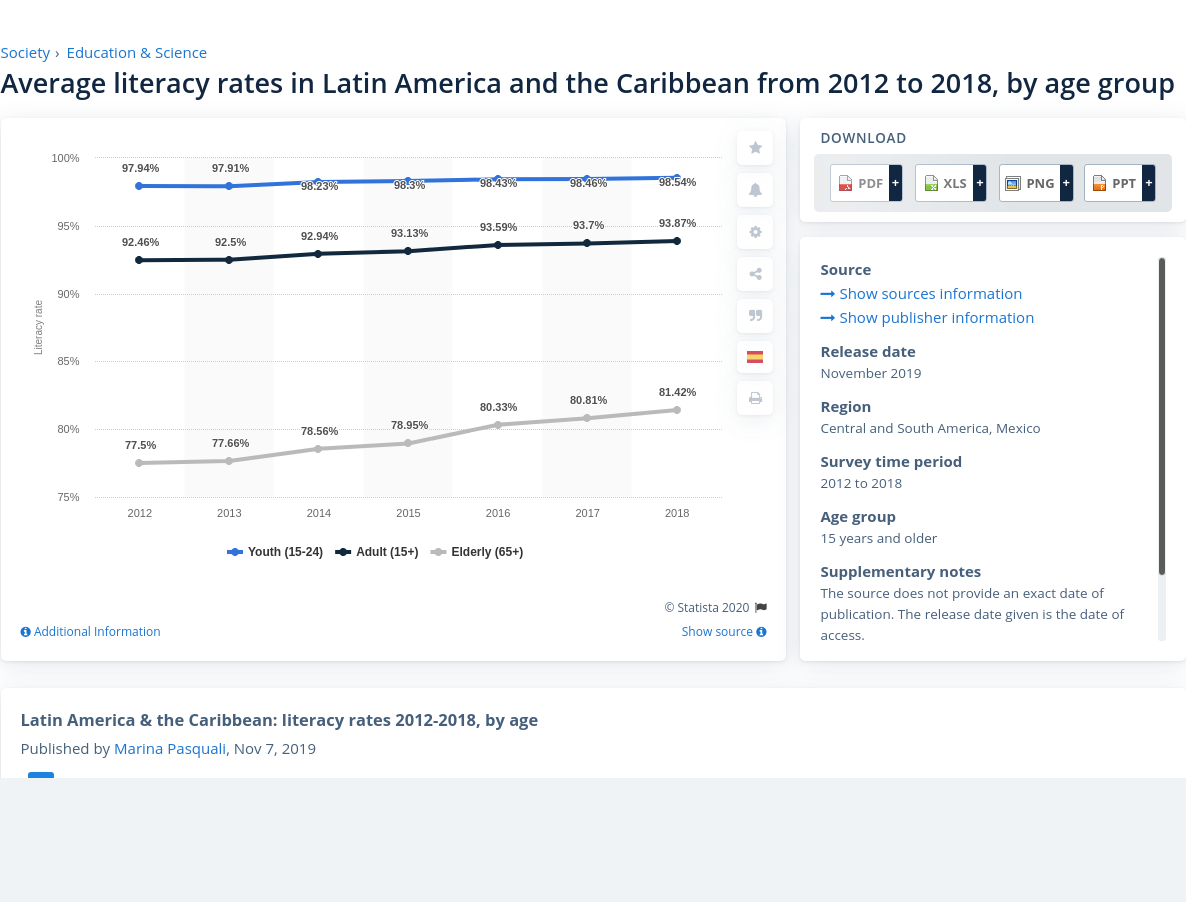 Society › Education & Science
Average literacy rates in Latin America and the Caribbean from 2012 to 2018, by age group
100%
95%
90%
85%
80%
75%
Literacy rate
97.94% 97.91% 98.23% 98.3% 98.43% 98.46% 98.54%
92.46% 92.5% 92.94% 93.13% 93.59% 93.7% 93.87%
77.5% 77.66% 78.56% 78.95% 80.33% 80.81% 81.42%
2012 2013 2014 2015 2016 2017 2018
Youth (15-24) Adult (15+) Elderly (65+)
© Statista 2020
Additional Information
Show source
DOWNLOAD
PDF + XLS + PNG + PPT +
Source
Show sources information
Show publisher information
Release date
November 2019
Region
Central and South America, Mexico
Survey time period
2012 to 2018
Age group
15 years and older
Supplementary notes
The source does not provide an exact date of
publication. The release date given is the date of
access.
Latin America & the Caribbean: literacy rates 2012-2018, by age
Published by Marina Pasquali, Nov 7, 2019